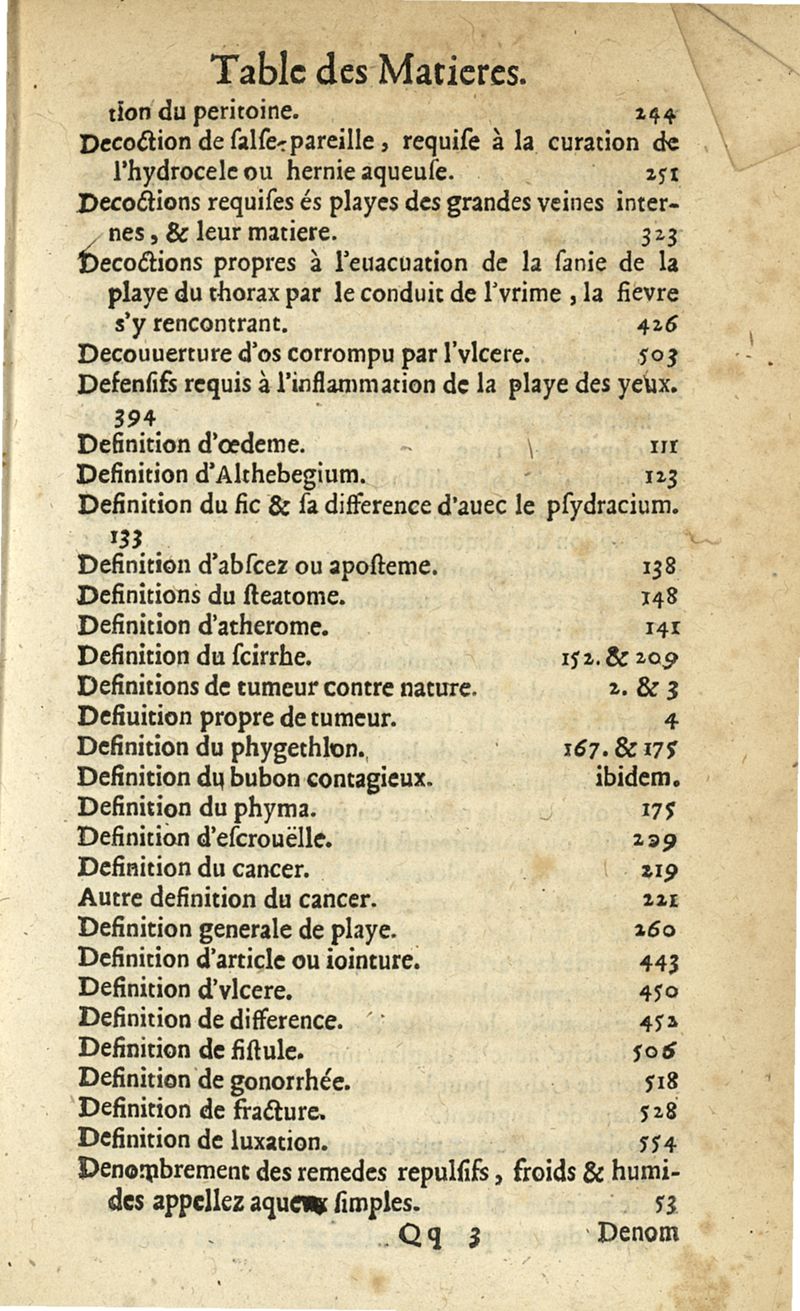 Table des Matieres.
tion du peritoine. 244
Decoction de ſalſe-pareille, requiſe à la curation de
l'hydrocele ou hernie aqueuſe. 251
Decoctions requiſes és playes des grandes veines inter-
nes, & leur matiere. 323
Decoctions propres à l'euacuation de la ſanie de la
playe du thorax par le conduit de l'vrime, la fievre
s'y rencontrant. 426
Decouuerture d'os corrompu par l'vlcere. 503
Defenſifs requis à l'inflammation de la playe des yeux.
394
Definition d'œdeme. 111
Definition d'Althebegium. 123
Definition du fic & ſa difference d'auec le pſydracium.
133
Definition d'abſcez ou apoſteme. 138
Definitions du ſteatome. 148
Definition d'atherome. 141
Definition du ſcirrhe. 152. & 209
Definitions de tumeur contre nature. 2. & 3
Defiuition propre de tumeur. 4
Definition du phygethlon. 167. & 175
Definition du bubon contagieux. ibidem.
Definition du phyma. 175
Definition d'eſcrouëlle. 209
Definition du cancer. 219
Autre definition du cancer. 221
Definition generale de playe. 260
Definition d'article ou iointure. 443
Definition d'vlcere. 450
Definition de difference. 452
Definition de fiſtule. 506
Definition de gonorrhée. 518
Definition de fracture. 528
Definition de luxation. 554
Denombrement des remedes repulſifs, froids & humi-
des appellez aqueux ſimples. 53
Qq 3 Denom